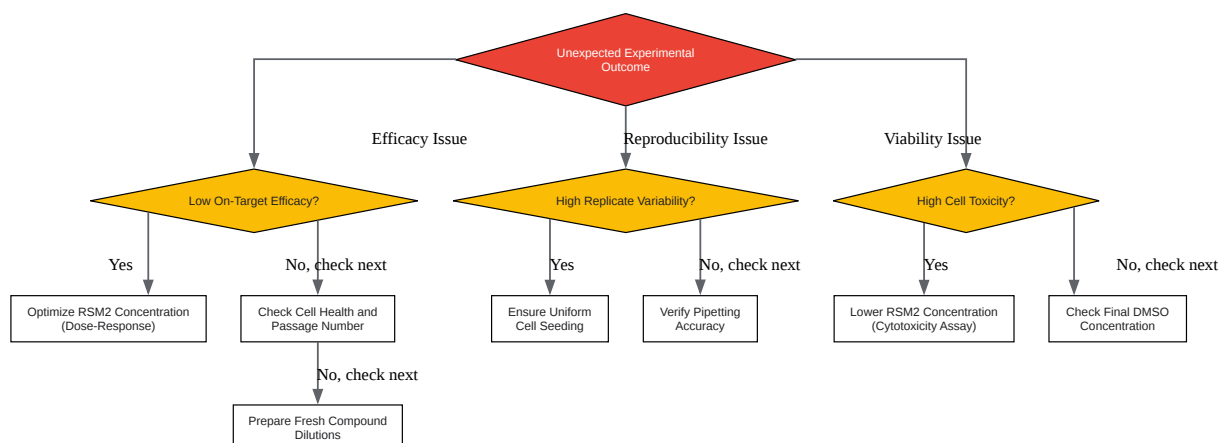 Unexpected Experimental
Outcome
Efficacy Issue
Reproducibility Issue
Viability Issue
Low On-Target Efficacy?
High Replicate Variability?
High Cell Toxicity?
Yes
No, check next
Yes
No, check next
Yes
No, check next
Optimize RSM2 Concentration
(Dose-Response)
Check Cell Health and
Passage Number
Ensure Uniform
Cell Seeding
Verify Pipetting
Accuracy
Lower RSM2 Concentration
(Cytotoxicity Assay)
Check Final DMSO
Concentration
No, check next
Prepare Fresh Compound
Dilutions